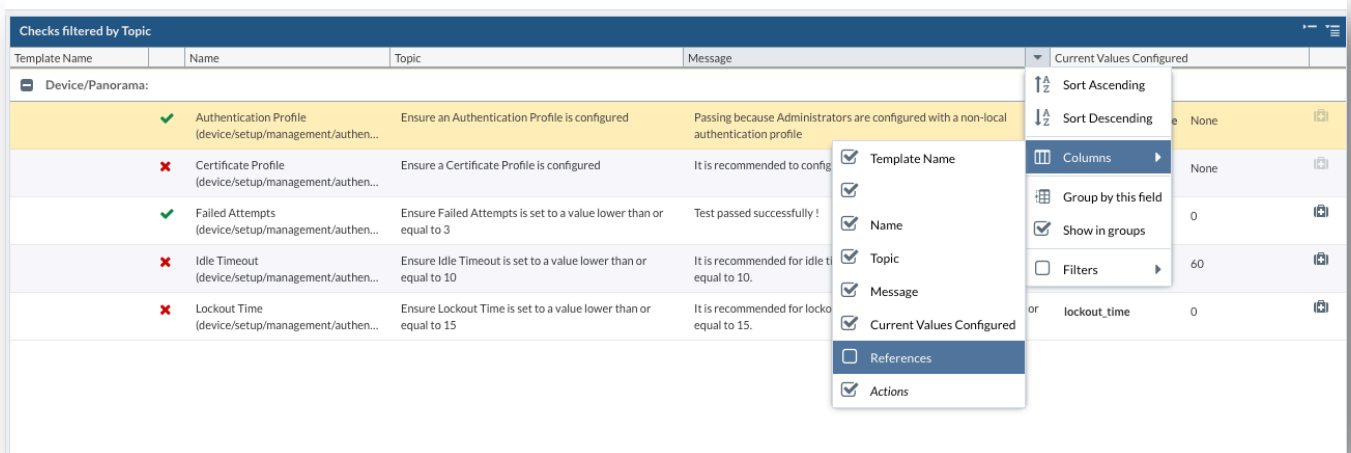 Checks filtered by Topic
Template Name Name Topic Message Current Values Configured
Device/Panorama:
Authentication Profile
(device/setup/management/authen...
Ensure an Authentication Profile is configured
Passing because Administrators are configured with a non-local
authentication profile
None
Certificate Profile
(device/setup/management/authen...
Ensure a Certificate Profile is configured
It is recommended to config
None
Failed Attempts
(device/setup/management/authen...
Ensure Failed Attempts is set to a value lower than or
equal to 3
Test passed successfully !
0
Idle Timeout
(device/setup/management/authen...
Ensure Idle Timeout is set to a value lower than or
equal to 10
It is recommended for idle ti
equal to 10.
60
Lockout Time
(device/setup/management/authen...
Ensure Lockout Time is set to a value lower than or
equal to 15
It is recommended for locko
or
equal to 15.
lockout_time
0
Sort Ascending
Sort Descending
Columns
Group by this field
Show in groups
Filters
Template Name
Name
Topic
Message
Current Values Configured
References
Actions